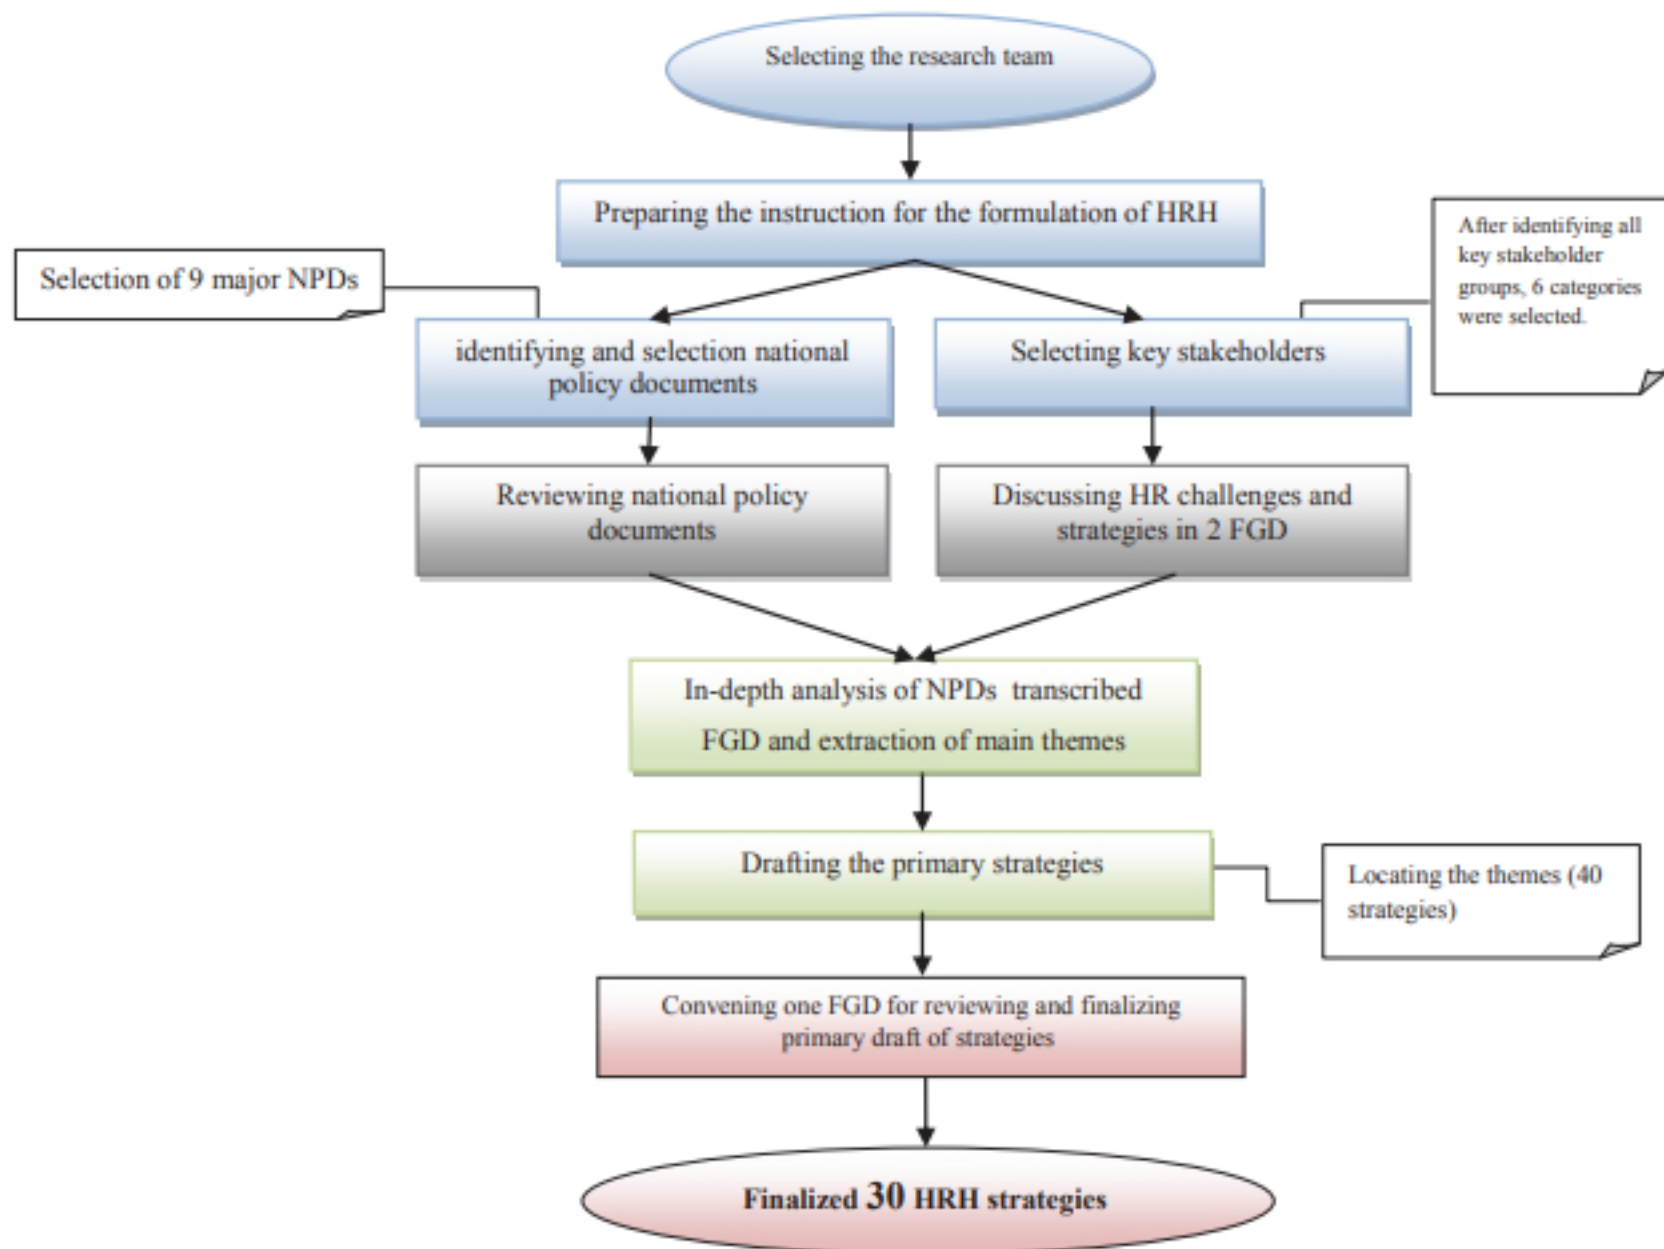 Selecting the research team
Preparing the instruction for the formulation of HRH
Selection of 9 major NPDs
After identifying all
key stakeholder
groups, 6 categories
were selected.
identifying and selection national
policy documents
Selecting key stakeholders
Reviewing national policy
documents
Discussing HR challenges and
strategies in 2 FGD
In-depth analysis of NPDs transcribed
FGD and extraction of main themes
Drafting the primary strategies
Locating the themes (40
strategies)
Convening one FGD for reviewing and finalizing
primary draft of strategies
Finalized 30 HRH strategies